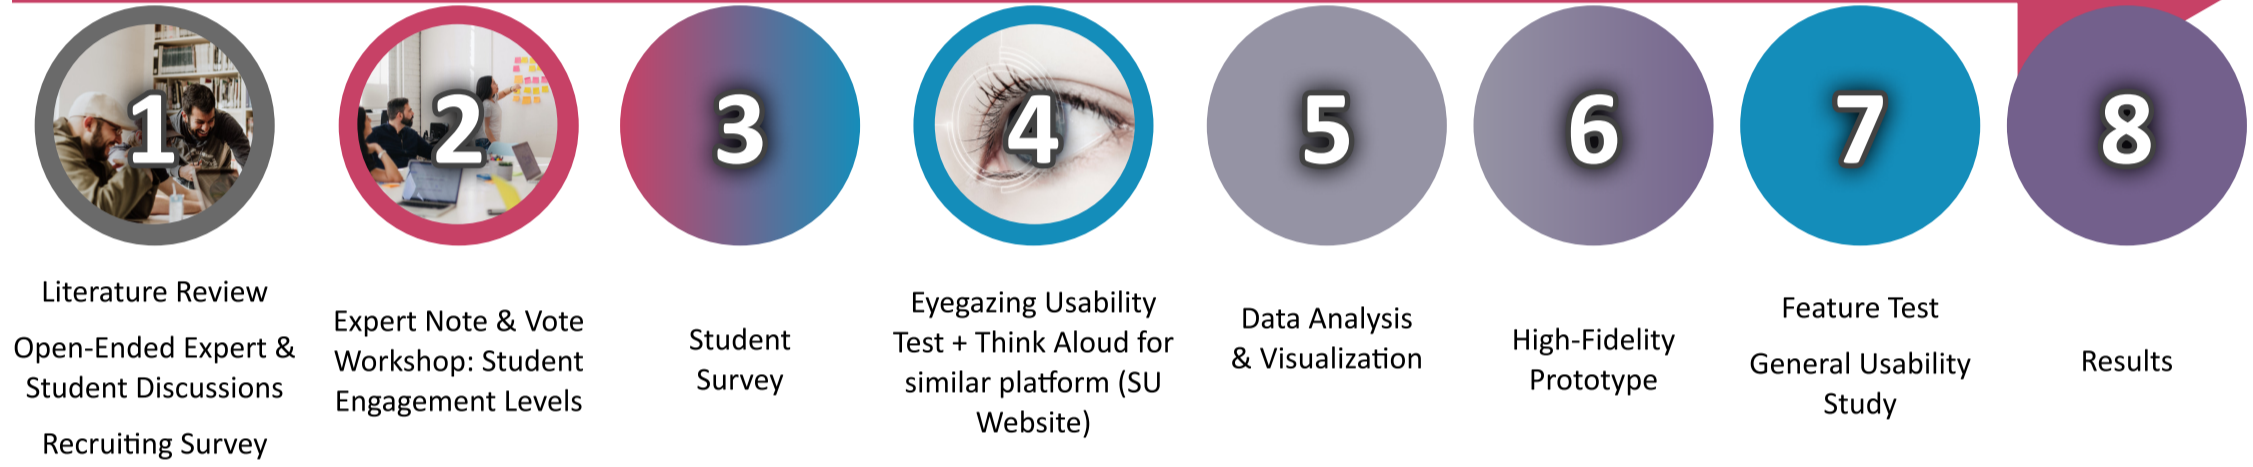 1
2
3
4
5
6
7
8
Literature Review
Open-Ended Expert &
Student Discussions
Recruiting Survey
Expert Note & Vote
Workshop: Student
Engagement Levels
Student
Survey
Eyegazing Usability
Test + Think Aloud for
similar platform (SU
Website)
Data Analysis
& Visualization
High-Fidelity
Prototype
Feature Test
General Usability
Study
Results